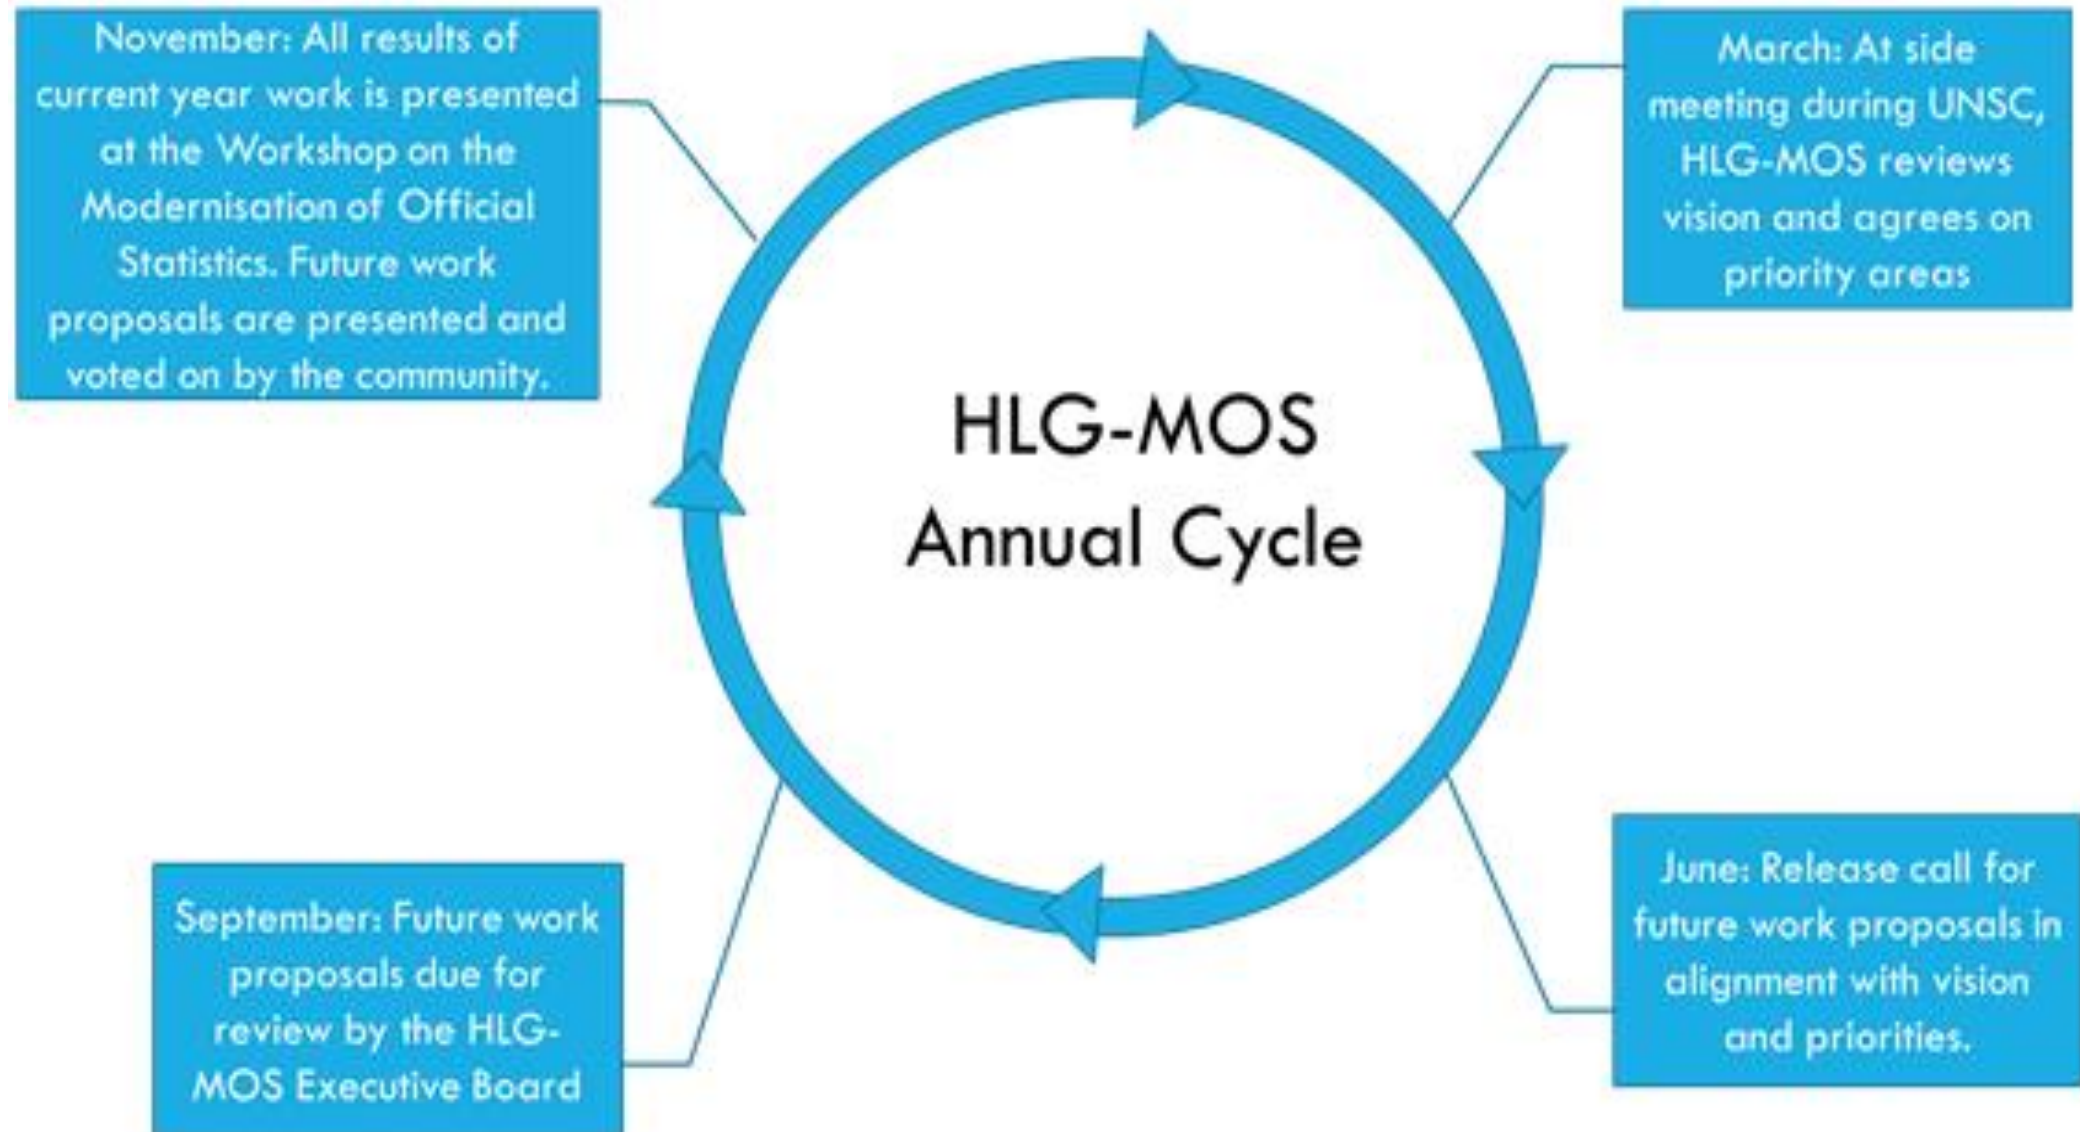 November: All results of
current year work is presented
at the Workshop on the
Modernisation of Official
Statistics. Future work
proposals are presented and
voted on by the community.
March: At side
meeting during UNSC,
HLG-MOS reviews
vision and agrees on
priority areas
HLG-MOS
Annual Cycle
September: Future work
proposals due for
review by the HLG-
MOS Executive Board
June: Release call for
future work proposals in
alignment with vision
and priorities.